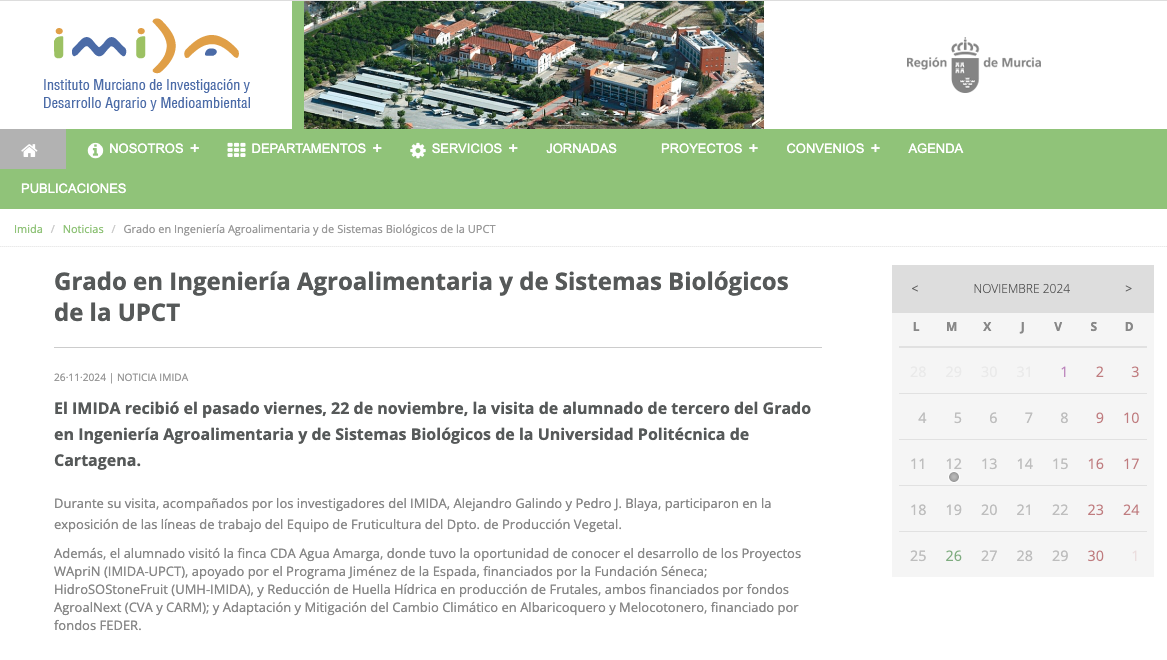 imida
Instituto Murciano de Investigación y
Desarrollo Agrario y Medioambiental
Región de Murcia
NOSOTROS +
DEPARTAMENTOS +
SERVICIOS +
JORNADAS
PROYECTOS +
CONVENIOS +
AGENDA
PUBLICACIONES
Imida / Noticias / Grado en Ingeniería Agroalimentaria y de Sistemas Biológicos de la UPCT
Grado en Ingeniería Agroalimentaria y de Sistemas Biológicos
de la UPCT
26-11-2024 | NOTICIA IMIDA
El IMIDA recibió el pasado viernes, 22 de noviembre, la visita de alumnado de tercero del Grado
en Ingeniería Agroalimentaria y de Sistemas Biológicos de la Universidad Politécnica de
Cartagena.
Durante su visita, acompañados por los investigadores del IMIDA, Alejandro Galindo y Pedro J. Blaya, participaron en la
exposición de las líneas de trabajo del Equipo de Fruticultura del Dpto. de Producción Vegetal.
Además, el alumnado visitó la finca CDA Agua Amarga, donde tuvo la oportunidad de conocer el desarrollo de los Proyectos
WApriN (IMIDA-UPCT), apoyado por el Programa Jiménez de la Espada, financiados por la Fundación Séneca;
HidroSOStoneFruit (UMH-IMIDA), y Reducción de Huella Hídrica en producción de Frutales, ambos financiados por fondos
AgroalNext (CVA y CARM); y Adaptación y Mitigación del Cambio Climático en Albaricoquero y Melocotonero, financiado por
fondos FEDER.
< NOVIEMBRE 2024 >
L M X J V S D
28 29 30 31 1 2 3
4 5 6 7 8 9 10
11 12 13 14 15 16 17
18 19 20 21 22 23 24
25 26 27 28 29 30 1